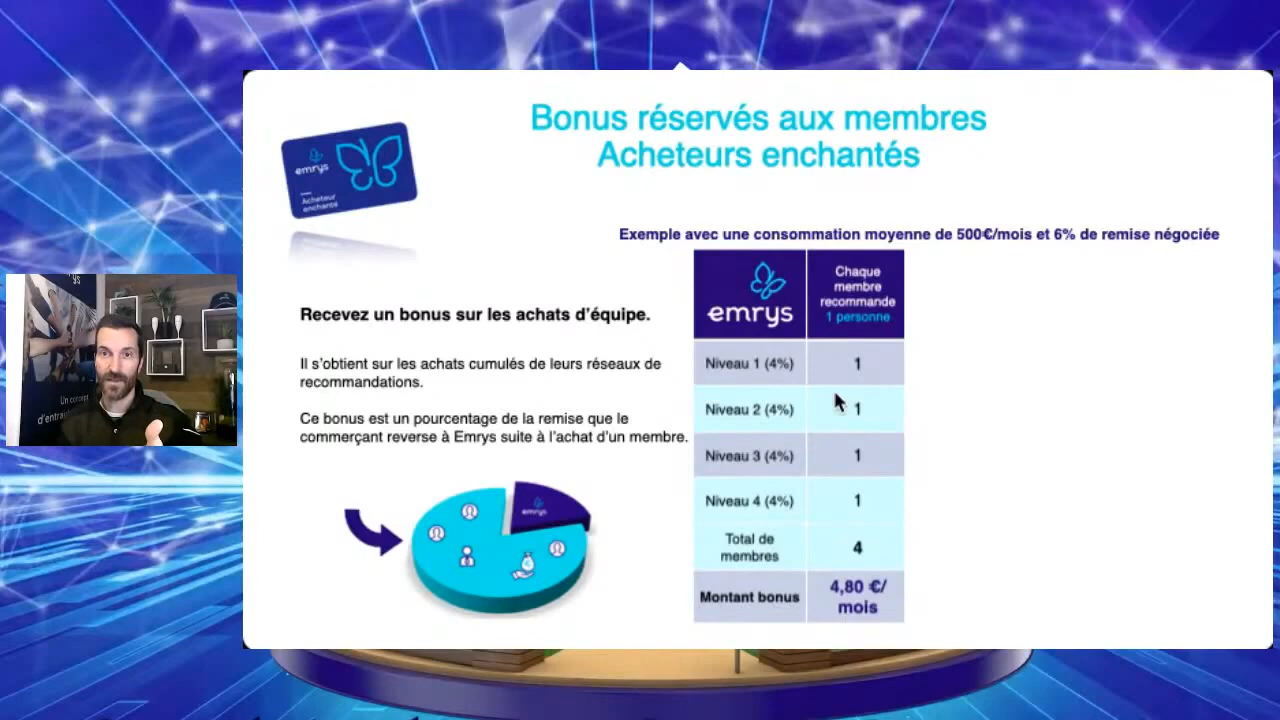 Bonus réservés aux membres
Acheteurs enchantés
emrys
Acheteur
enchanté
Exemple avec une consommation moyenne de 500€/mois et 6% de remise négociée
Recevez un bonus sur les achats d'équipe.
Il s'obtient sur les achats cumulés de leurs réseaux de
recommandations.
Ce bonus est un pourcentage de la remise que le
commerçant reverse à Emrys suite à l'achat d'un membre.
emrys
emrys
Chaque
membre
recommande
1 personne
Niveau 1 (4%) 1
Niveau 2 (4%) 1
Niveau 3 (4%) 1
Niveau 4 (4%) 1
Total de
membres
4
Montant bonus
4,80 €/
mois
Un concept
d'entra